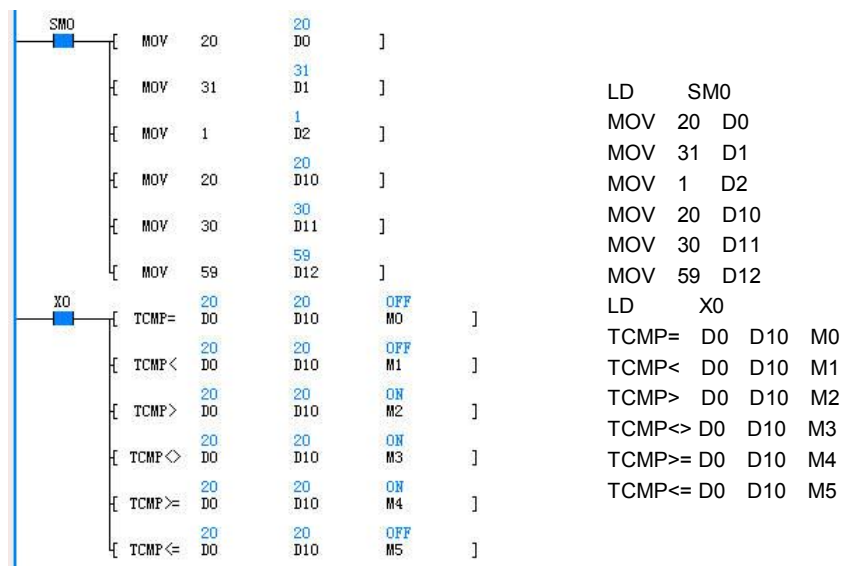 SM0
20
[ MOV 20 D0 ]
31
[ MOV 31 D1 ]
1
[ MOV 1 D2 ]
20
[ MOV 20 D10 ]
30
[ MOV 30 D11 ]
59
[ MOV 59 D12 ]
X0
20 20 OFF
[ TCMP= D0 D10 M0 ]
20 20 OFF
[ TCMP< D0 D10 M1 ]
20 20 ON
[ TCMP> D0 D10 M2 ]
20 20 ON
[ TCMP<> D0 D10 M3 ]
20 20 ON
[ TCMP>= D0 D10 M4 ]
20 20 OFF
[ TCMP<= D0 D10 M5 ]
LD SM0
MOV 20 D0
MOV 31 D1
MOV 1 D2
MOV 20 D10
MOV 30 D11
MOV 59 D12
LD X0
TCMP= D0 D10 M0
TCMP< D0 D10 M1
TCMP> D0 D10 M2
TCMP<> D0 D10 M3
TCMP>= D0 D10 M4
TCMP<= D0 D10 M5